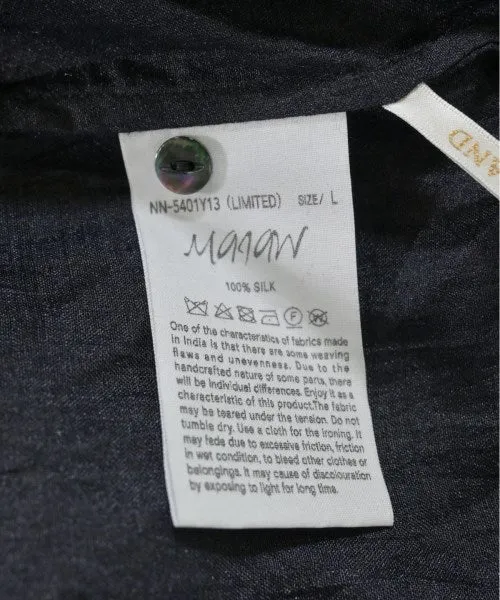 AND
NN-5401Y13 (LIMITED) SIZE/ L
100% SILK
One of the characteristics of fabrics made
in India is that there are some weaving
flaws and unevenness. Due to the
handcrafted nature of some parts, there
will be individual differences. Enjoy it as a
characteristic of this product.The fabric
may be teared under the tension. Do not
tumble dry. Use a cloth for the ironing. It
may fade due to excessive friction, friction
in wet condition, to bleed other clothes or
belongings. It may cause of discolouration
by exposing to light for long time.